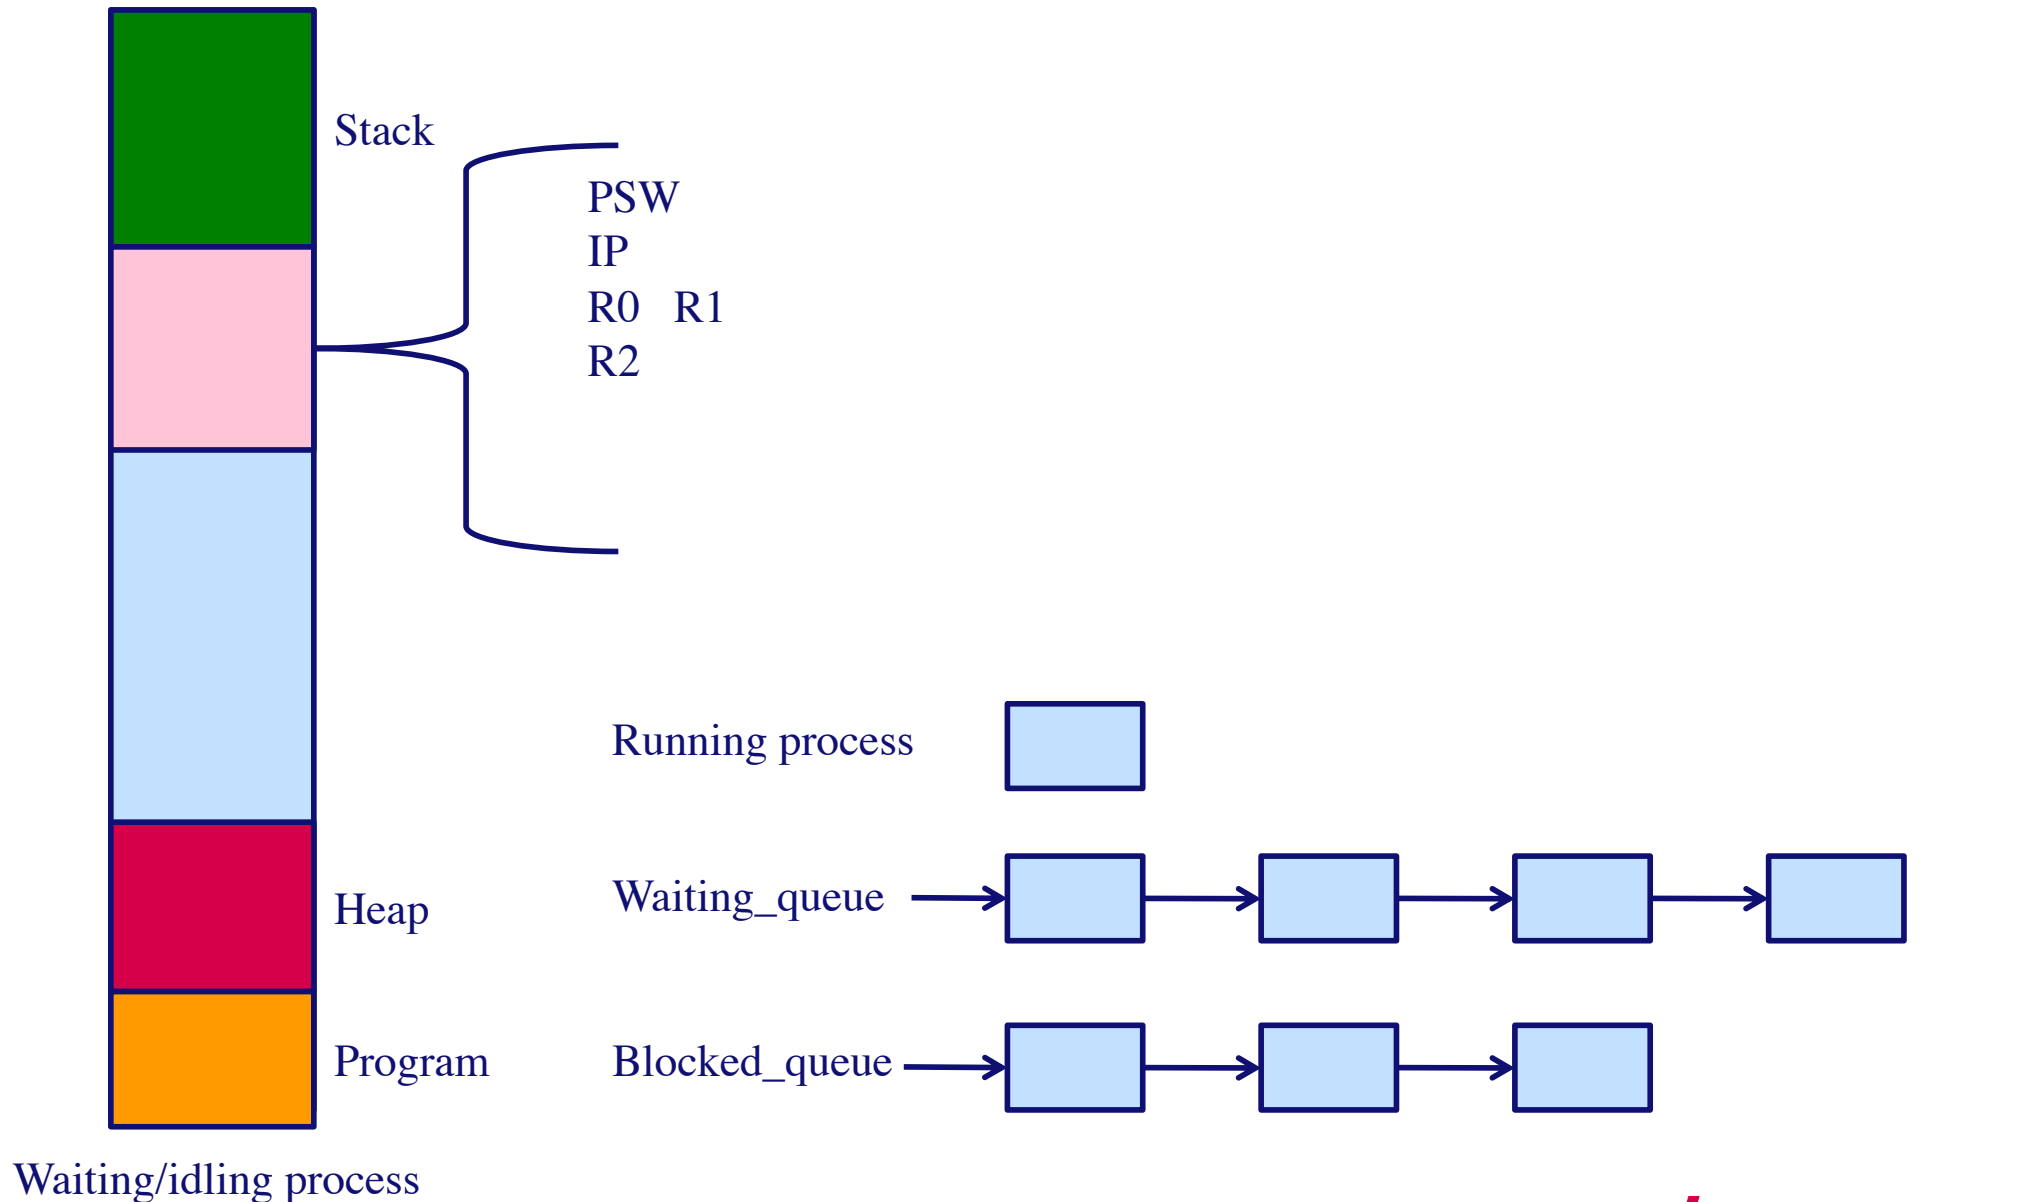 Stack
PSW
IP
R0 R1
R2
Running process
Heap
Waiting_queue
Program
Blocked_queue
Waiting/idling process